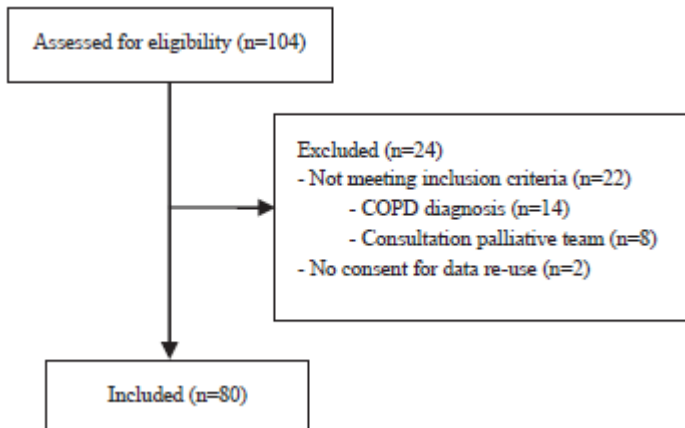 Assessed for eligibility (n=104)
Excluded (n=24)
- Not meeting inclusion criteria (n=22)
- COPD diagnosis (n=14)
- Consultation palliative team (n=8)
- No consent for data re-use (n=2)
Included (n=80)